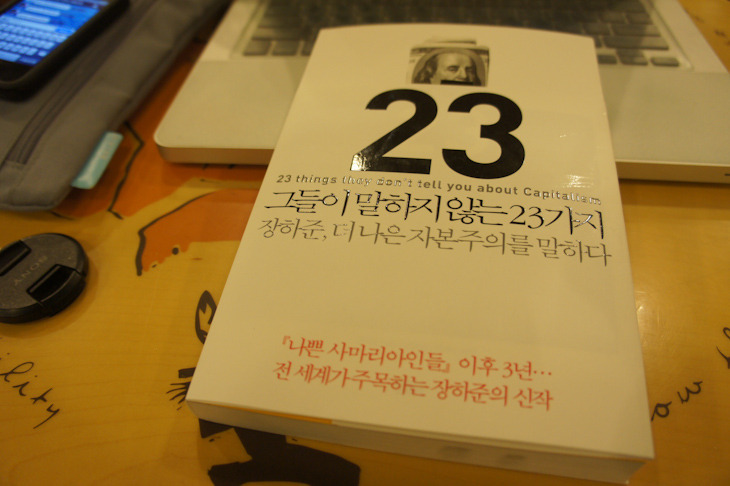 23
23 things they don't tell you about Capitalism
그들이 말하지 않는 23가지
장하준, 더 나은 자본주의를 말하다
『나쁜 사마리아인들』 이후 3년…
전 세계가 주목하는 장하준의 신작
SONY
ility